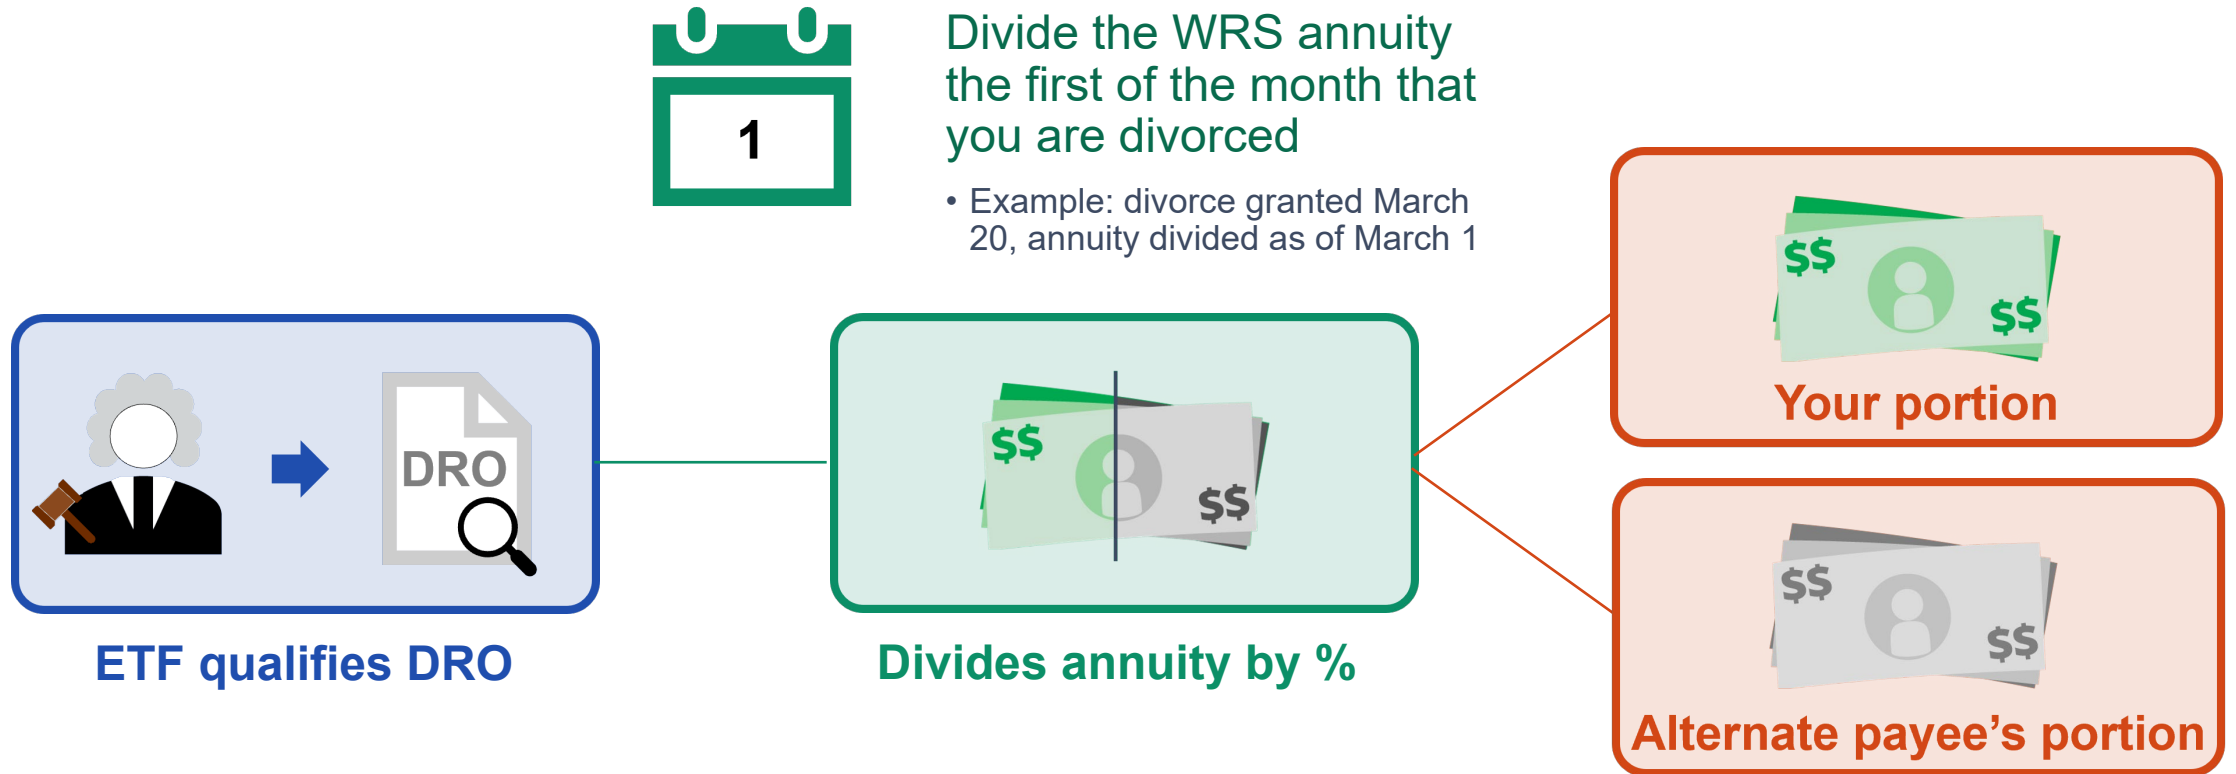 1
Divide the WRS annuity
the first of the month that
you are divorced
• Example: divorce granted March
20, annuity divided as of March 1
DRO
ETF qualifies DRO
$$
$$
Divides annuity by %
$$
$$
Your portion
$$
$$
Alternate payee’s portion